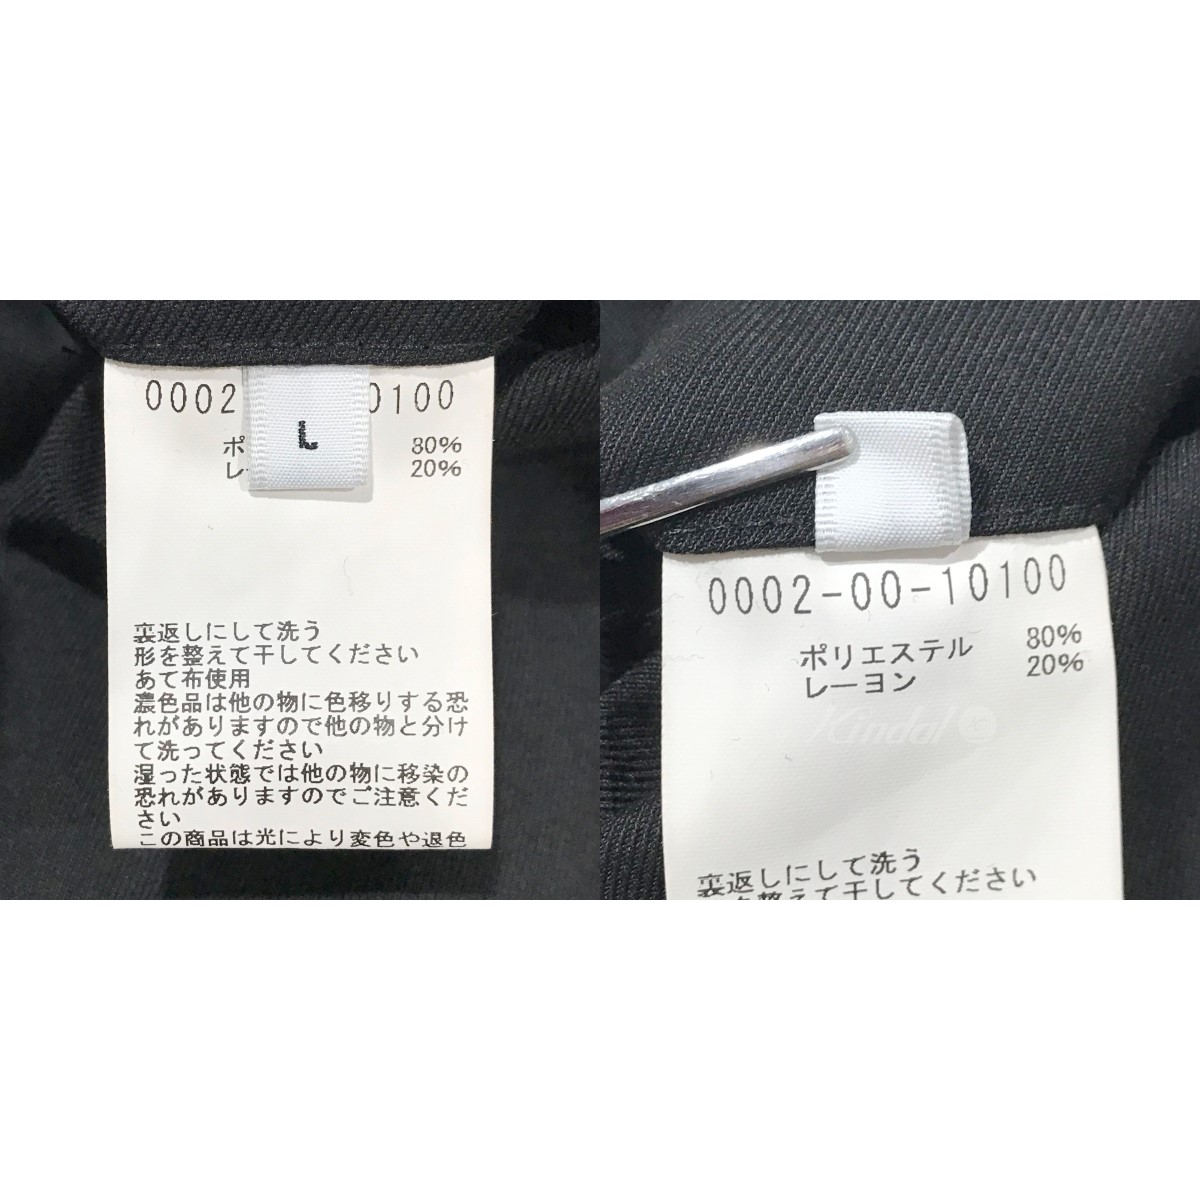 0002
0100
L
ポ 80%
レ 20%
裏返しにして洗う
形を整えて干してください
あて布使用
濃色品は他の物に色移りする恐
れがありますので他の物と分け
て洗ってください
湿った状態では他の物に移染の
恐れがありますのでご注意くだ
さい
この商品は光により変色や退色
0002-00-10100
ポリエステル 80%
レーヨン 20%
Kindal
裏返しにして洗う
を整えて干してください